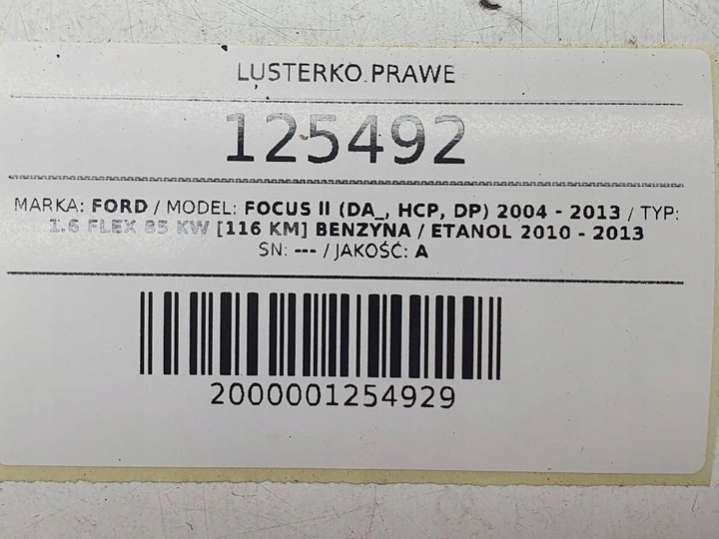 LUSTERKO PRAWE
125492
MARKA: FORD / MODEL: FOCUS II (DA_, HCP, DP) 2004 - 2013 / TYP:
1.6 FLEX 85 KW [116 KM] BENZYNA / ETANOL 2010 - 2013
SN: --- / JAKOŚĆ: A
2000001254929